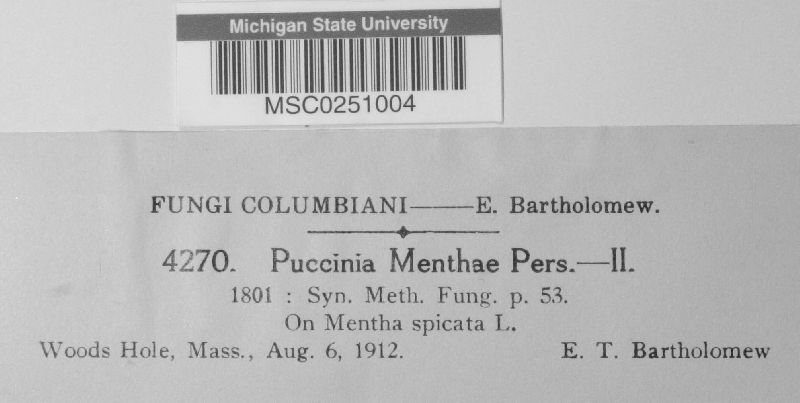 Michigan State University
MSC0251004
FUNGI COLUMBIANI——E. Bartholomew.
4270. Puccinia Menthae Pers.—II.
1801 : Syn. Meth. Fung. p. 53.
On Mentha spicata L.
Woods Hole, Mass., Aug. 6, 1912. E. T. Bartholomew